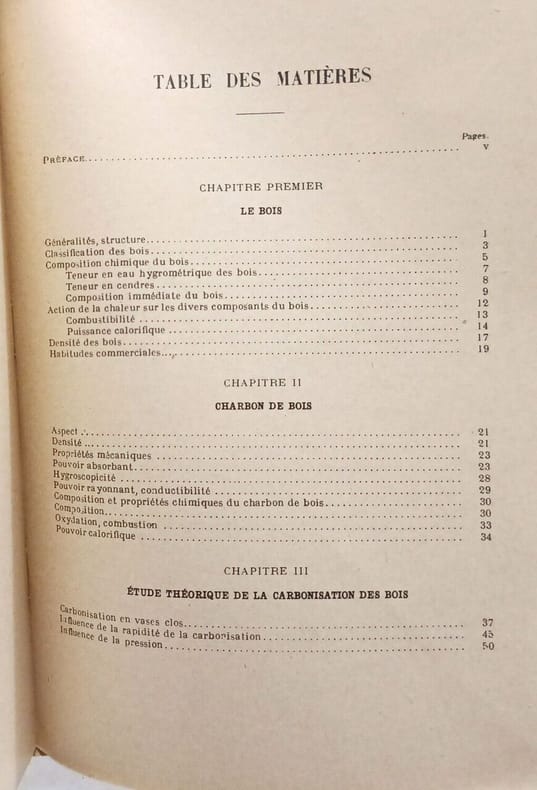 TABLE DES MATIÈRES
Pages.
PRÉFACE.................................................. V
CHAPITRE PREMIER
LE BOIS
Généralités, structure.................................................. 1
Classification des bois.................................................. 3
Composition chimique du bois.................................................. 5
Teneur en eau hygrométrique des bois.................................................. 7
Teneur en cendres.................................................. 8
Composition immédiate du bois.................................................. 9
Action de la chaleur sur les divers composants du bois.................................................. 12
Combustibilité .................................................. 13
Puissance calorifique .................................................. 14
Densité des bois.................................................. 17
Habitudes commerciales.................................................. 19
CHAPITRE II
CHARBON DE BOIS
Aspect .................................................. 21
Densité .................................................. 21
Propriétés mécaniques .................................................. 23
Pouvoir absorbant.................................................. 23
Hygroscopicité .................................................. 28
Pouvoir rayonnant, conductibilité .................................................. 29
Composition et propriétés chimiques du charbon de bois.................................................. 30
Composition.................................................. 30
Oxydation, combustion .................................................. 33
Pouvoir calorifique .................................................. 34
CHAPITRE III
ÉTUDE THÉORIQUE DE LA CARBONISATION DES BOIS
Carbonisation en vases clos.................................................. 37
Influence de la rapidité de la carbonisation.................................................. 45
Influence de la pression.................................................. 50